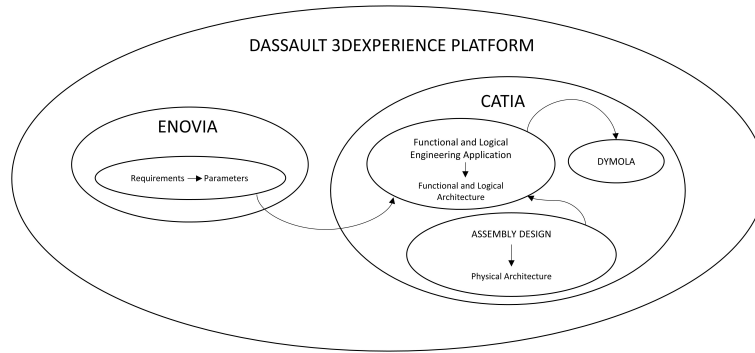 DASSAULT 3DEXPERIENCE PLATFORM
ENOVIA
Requirements
Parameters
CATIA
Functional and Logical
Engineering Application
Functional and Logical
Architecture
DYMOLA
ASSEMBLY DESIGN
Physical Architecture